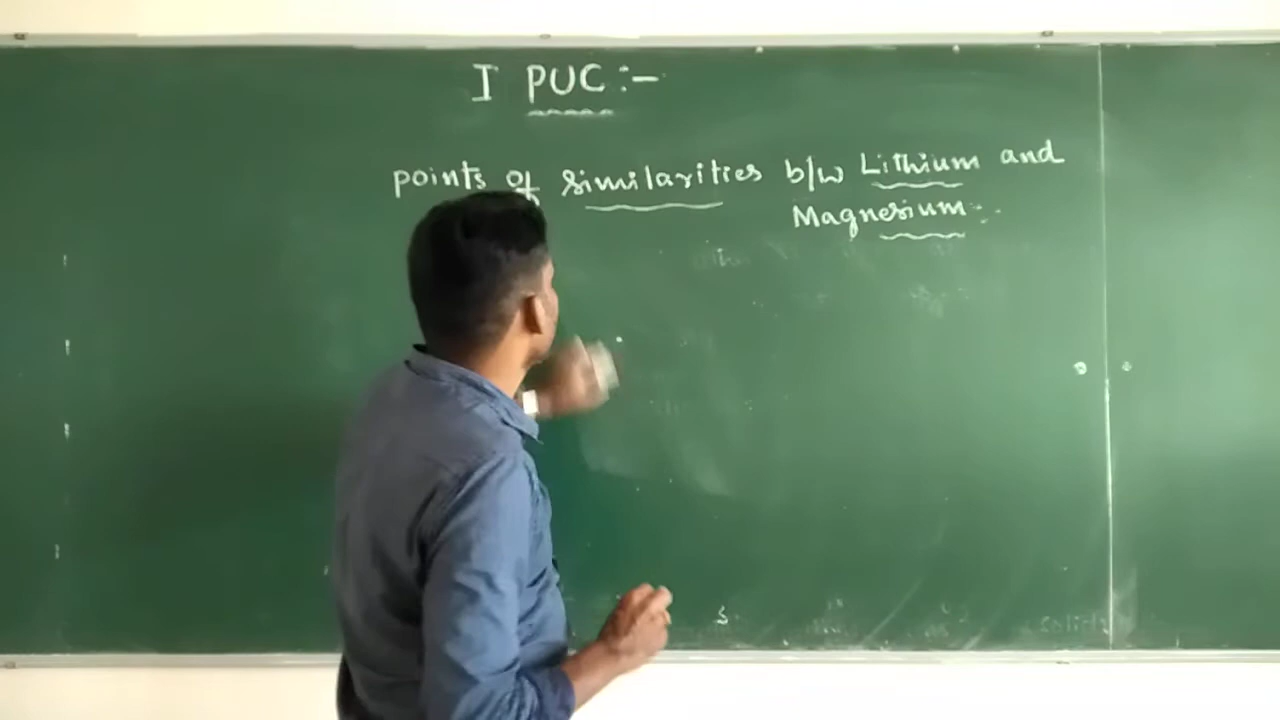 I PUC :-
points of similarities b/w Lithium and
Magnesium :-